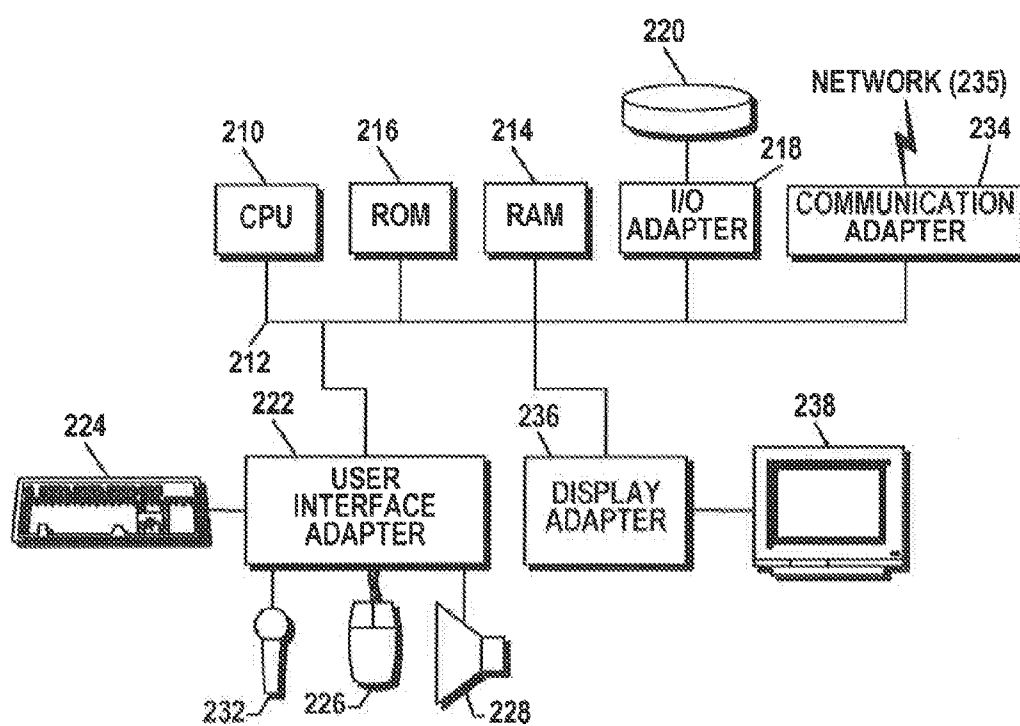 220
NETWORK (235)
210
216
214
218
234
CPU
ROM
RAM
I/O
ADAPTER
COMMUNICATION
ADAPTER
212
224
222
236
238
USER
INTERFACE
ADAPTER
DISPLAY
ADAPTER
232
226
228